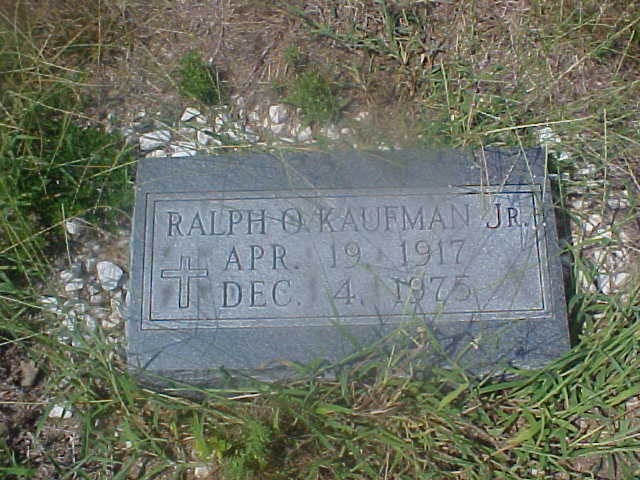 RALPH O KAUFMAN JR.
APR. 19 1917
DEC. 4, 1975